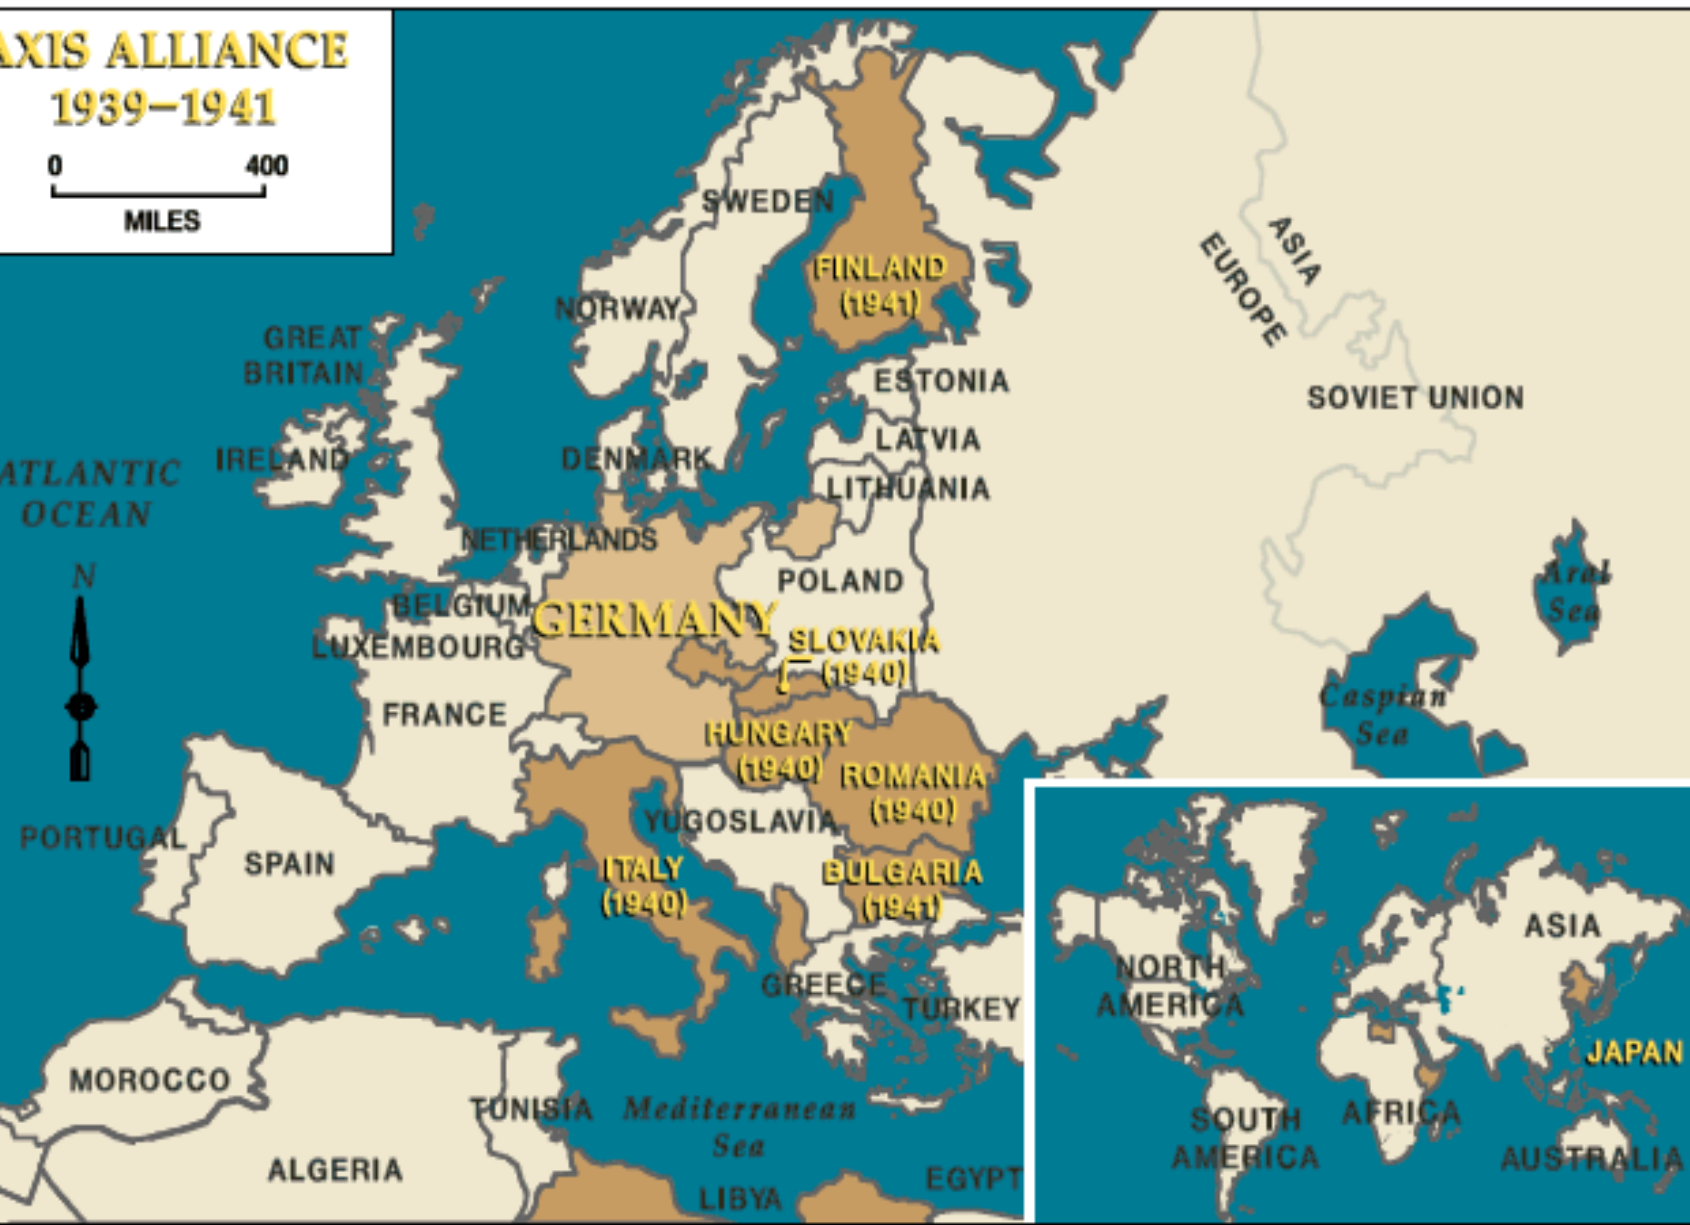 AXIS ALLIANCE
1939–1941
0 400
MILES
SWEDEN
FINLAND
(1941)
NORWAY
GREAT
BRITAIN
ESTONIA
LATVIA
IRELAND
DENMARK
LITHUANIA
ATLANTIC
OCEAN
NETHERLANDS
N
POLAND
BELGIUM
GERMANY
SLOVAKIA
(1940)
LUXEMBOURG
FRANCE
HUNGARY
(1940)
ROMANIA
(1940)
YUGOSLAVIA
PORTUGAL
SPAIN
ITALY
(1940)
BULGARIA
(1941)
GREECE
TURKEY
MOROCCO
TUNISIA
Mediterranean
Sea
ALGERIA
LIBYA
EGYPT
ASIA
EUROPE
SOVIET UNION
Aral
Sea
Caspian
Sea
ASIA
NORTH
AMERICA
JAPAN
SOUTH
AMERICA
AFRICA
AUSTRALIA